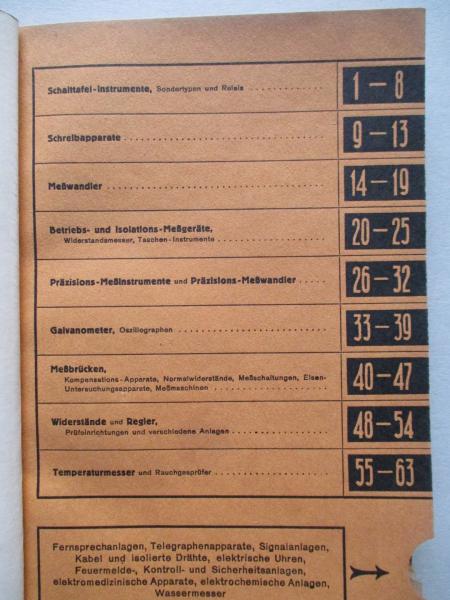 Schalttafel-Instrumente, Sondertypen und Relais . . . . . . . . . . . . 1–8
Schreibapparate . . . . . . . . . . . . . . . . . . . . . . . . . . . . . . . . 9–13
Meßwandler . . . . . . . . . . . . . . . . . . . . . . . . . . . . . . . . . . 14–19
Betriebs- und Isolations-Meßgeräte,
Widerstandsmesser, Taschen-Instrumente . . . . . . . . . . . . . . . . . 20–25
Präzisions-Meßinstrumente und Präzisions-Meßwandler . . . . . 26–32
Galvanometer, Oszillographen . . . . . . . . . . . . . . . . . . . . . . . . 33–39
Meßbrücken,
Kompensations-Apparate, Normalwiderstände, Meßschaltungen, Eisen-
Untersuchungsapparate, Meßmaschinen . . . . . . . . . . . . . . . . . . 40–47
Widerstände und Regler,
Prüfeinrichtungen und verschiedene Anlagen . . . . . . . . . . . . . . . 48–54
Temperaturmesser und Rauchgasprüfer . . . . . . . . . . . . . . . . . . 55–63
Fernsprechanlagen, Telegraphenapparate, Signalanlagen,
Kabel und isolierte Drähte, elektrische Uhren,
Feuermelde-, Kontroll- und Sicherheitsanlagen,
elektromedizinische Apparate, elektrochemische Anlagen,
Wassermesser